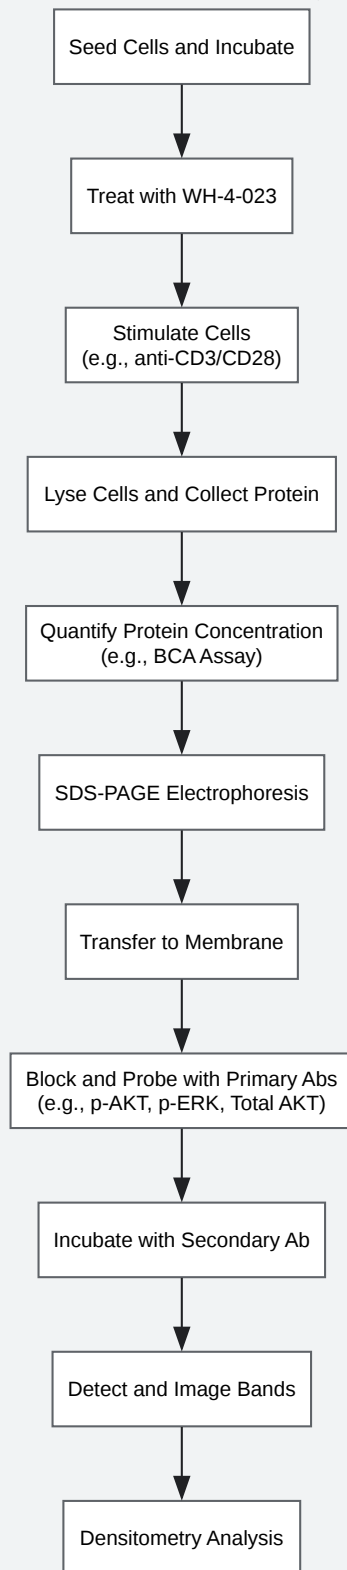 Seed Cells and Incubate
Treat with WH-4-023
Stimulate Cells
(e.g., anti-CD3/CD28)
Lyse Cells and Collect Protein
Quantify Protein Concentration
(e.g., BCA Assay)
SDS-PAGE Electrophoresis
Transfer to Membrane
Block and Probe with Primary Abs
(e.g., p-AKT, p-ERK, Total AKT)
Incubate with Secondary Ab
Detect and Image Bands
Densitometry Analysis